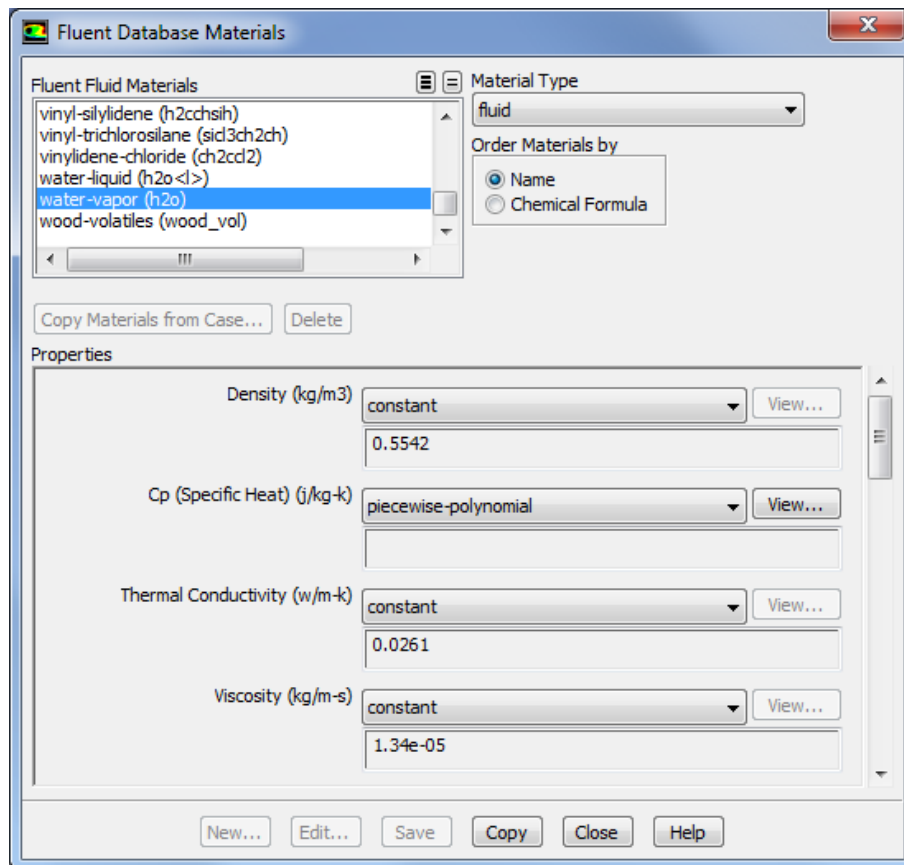 Fluent Database Materials
Fluent Fluid Materials
vinyl-silylidene (h2cchsih)
vinyl-trichlorosilane (sicl3ch2ch)
vinylidene-chloride (ch2ccl2)
water-liquid (h2o<l>)
water-vapor (h2o)
wood-volatiles (wood_vol)
Material Type
fluid
Order Materials by
Name
Chemical Formula
Copy Materials from Case... Delete
Properties
Density (kg/m3) constant View...
0.5542
Cp (Specific Heat) (j/kg-k) piecewise-polynomial View...
Thermal Conductivity (w/m-k) constant View...
0.0261
Viscosity (kg/m-s) constant View...
1.34e-05
New... Edit... Save Copy Close Help